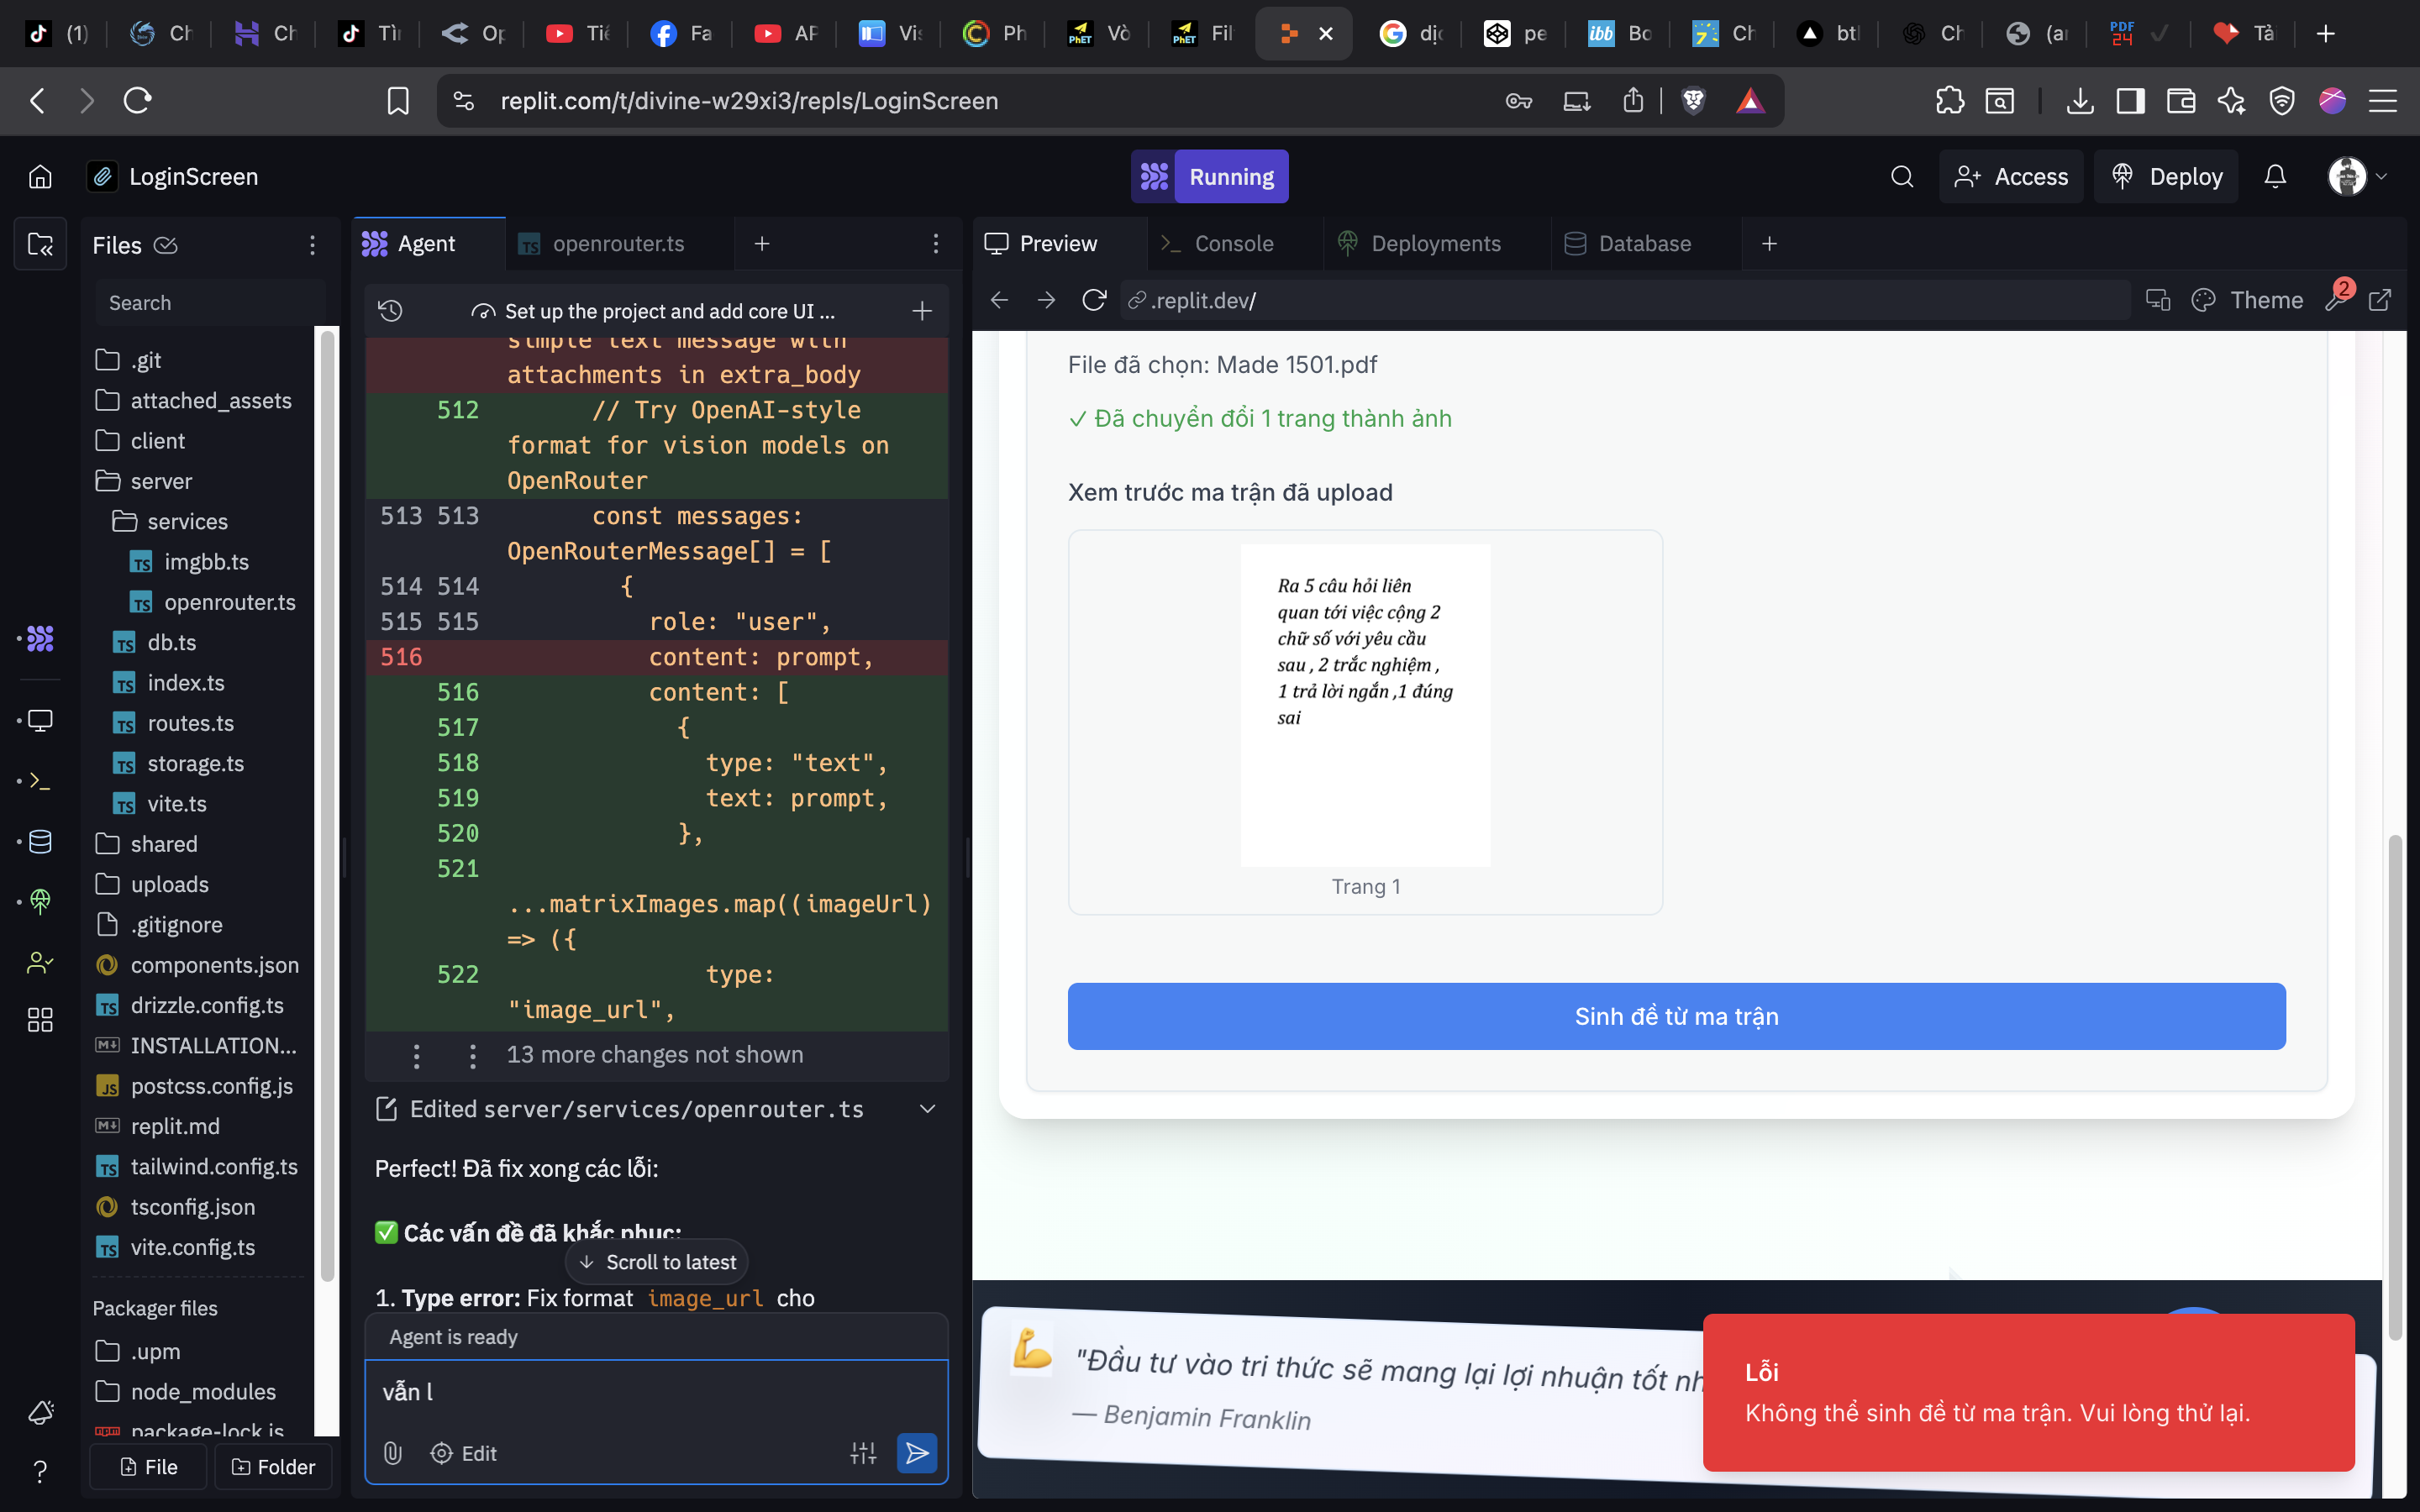 (1)
Ch
Ch
Tìr
Op
Tiế
Fa
AP
Vis
Ph
Vò
Fil
dịc
pe
Bo
Ch
btl
Ch
(ar
Tả
replit.com/t/divine-w29xi3/repls/LoginScreen
LoginScreen
Running
Access
Deploy
Files
Search
.git
attached_assets
client
server
services
imgbb.ts
openrouter.ts
db.ts
index.ts
routes.ts
storage.ts
vite.ts
shared
uploads
.gitignore
components.json
drizzle.config.ts
INSTALLATION...
postcss.config.js
replit.md
tailwind.config.ts
tsconfig.json
vite.config.ts
Packager files
.upm
node_modules
package-lock.js
File
Folder
Agent
openrouter.ts
Set up the project and add core UI ...
simple text message with
attachments in extra_body
512 // Try OpenAI-style
format for vision models on
OpenRouter
513 513 const messages:
OpenRouterMessage[] = [
514 514 {
515 515 role: "user",
516 content: prompt,
516 content: [
517 {
518 type: "text",
519 text: prompt,
520 },
521
...matrixImages.map((imageUrl)
=> ({
522 type:
"image_url",
13 more changes not shown
Edited server/services/openrouter.ts
Perfect! Đã fix xong các lỗi:
✅ Các vấn đề đã khắc phục:
Scroll to latest
1. Type error: Fix format image_url cho
Agent is ready
vẫn l
Edit
Preview
Console
Deployments
Database
.replit.dev/
Theme
2
File đã chọn: Made 1501.pdf
✓ Đã chuyển đổi 1 trang thành ảnh
Xem trước ma trận đã upload
Ra 5 câu hỏi liên
quan tới việc cộng 2
chữ số với yêu cầu
sau , 2 trắc nghiệm ,
1 trả lời ngắn ,1 đúng
sai
Trang 1
Sinh đề từ ma trận
"Đầu tư vào tri thức sẽ mang lại lợi nhuận tốt nh
— Benjamin Franklin
Lỗi
Không thể sinh đề từ ma trận. Vui lòng thử lại.